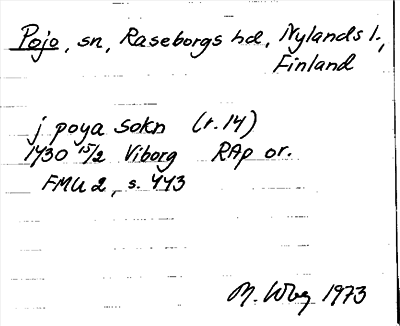 Pojo, sn, Raseborgs hd, Nylands l.,
Finland
j poya sokn (r. 14)
1430 15/2 Viborg RAp or.
FMU 2, s. 443
M. Wbg 1973